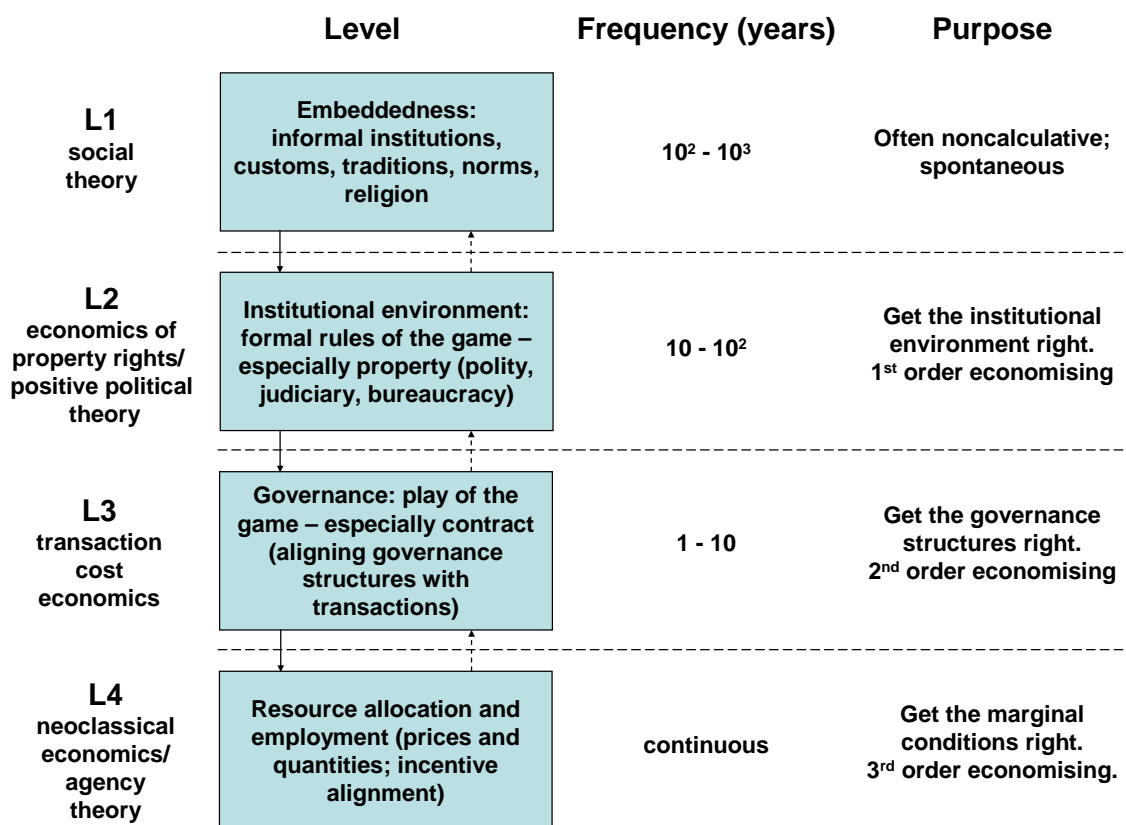 Level
Frequency (years)
Purpose
L1
social
theory
Embeddedness:
informal institutions,
customs, traditions, norms,
religion
10² - 10³
Often noncalculative;
spontaneous
L2
economics of
property rights/
positive political
theory
Institutional environment:
formal rules of the game –
especially property (polity,
judiciary, bureaucracy)
10 - 10²
Get the institutional
environment right.
1st order economising
L3
transaction
cost
economics
Governance: play of the
game – especially contract
(aligning governance
structures with
transactions)
1 - 10
Get the governance
structures right.
2nd order economising
L4
neoclassical
economics/
agency
theory
Resource allocation and
employment (prices and
quantities; incentive
alignment)
continuous
Get the marginal
conditions right.
3rd order economising.